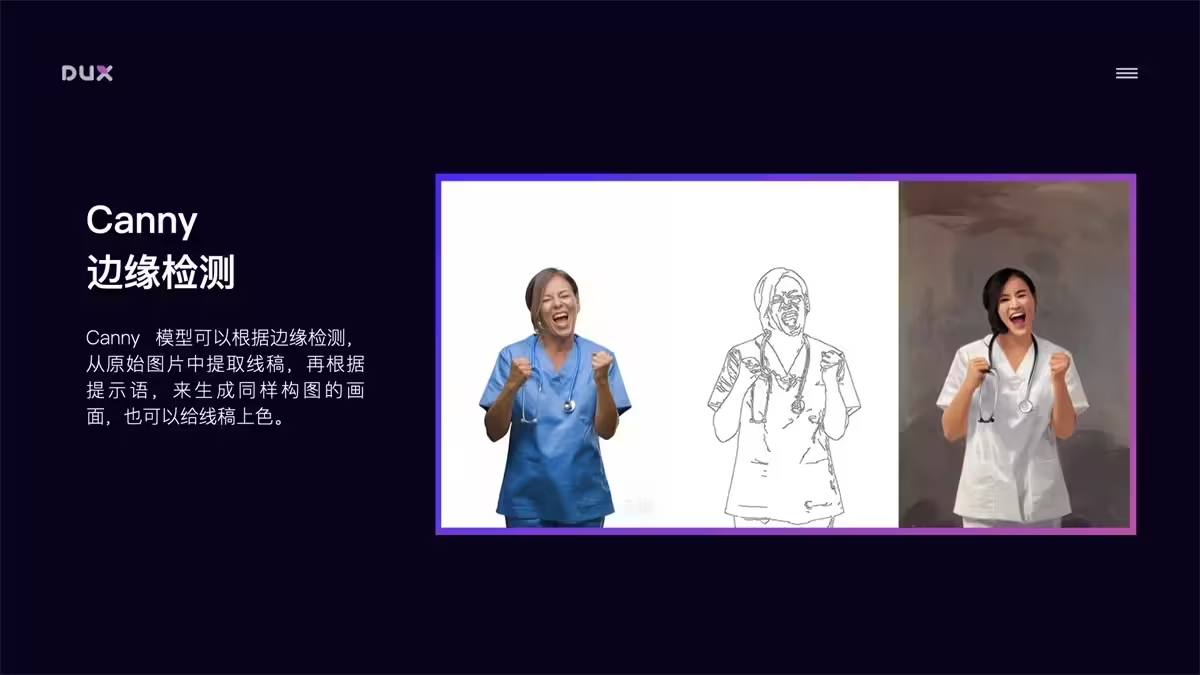 DUX
Canny
边缘检测
Canny 模型可以根据边缘检测，
从原始图片中提取线稿，再根据
提示语，来生成同样构图的画
面，也可以给线稿上色。